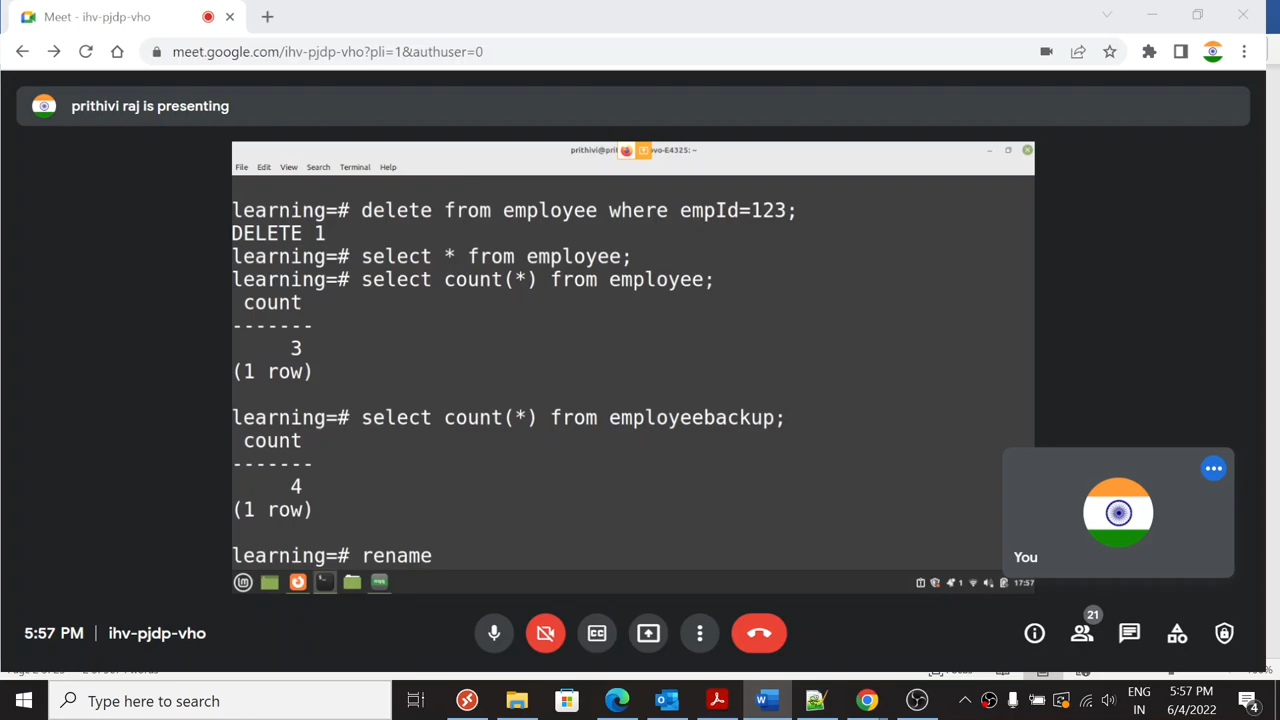 Meet - ihv-pjdp-vho
meet.google.com/ihv-pjdp-vho?pli=1&authuser=0
prithivi raj is presenting
File Edit View Search Terminal Help
learning=# delete from employee where empId=123;
DELETE 1
learning=# select * from employee;
learning=# select count(*) from employee;
count
-------
3
(1 row)
learning=# select count(*) from employeebackup;
count
-------
4
(1 row)
learning=# rename
You
1 17:57
21
5:57 PM | ihv-pjdp-vho
Type here to search
ENG
IN
5:57 PM
6/4/2022
4